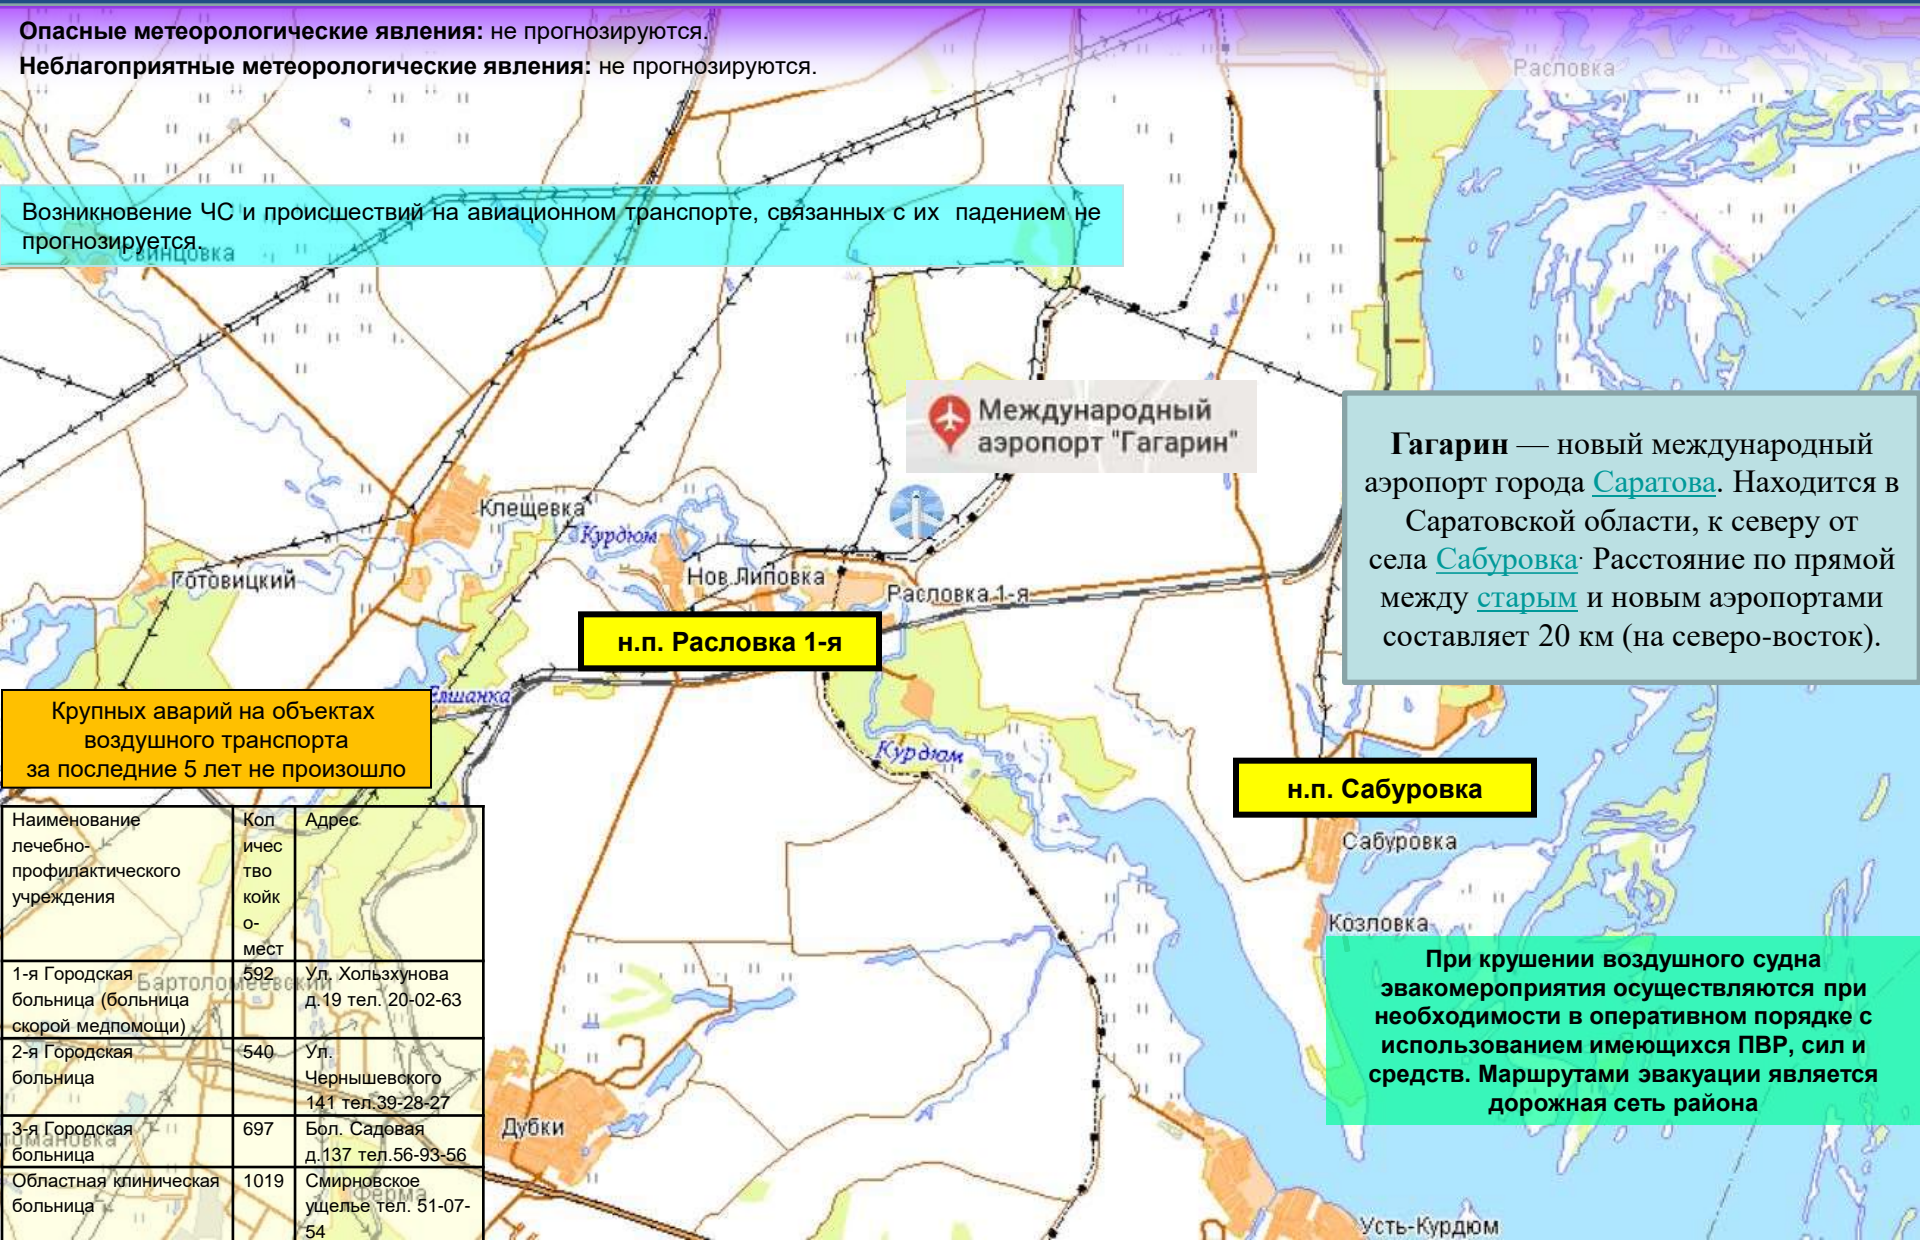 Опасные метеорологические явления: не прогнозируются.
Неблагоприятные метеорологические явления: не прогнозируются.
Расловка
Возникновение ЧС и происшествий на авиационном транспорте, связанных с их падением не
прогнозируется.
Свинцовка
Международный
аэропорт "Гагарин"
Гагарин — новый международный
аэропорт города Саратова. Находится в
Саратовской области, к северу от
села Сабуровка. Расстояние по прямой
между старым и новым аэропортами
составляет 20 км (на северо-восток).
Клещевка
Курдюм
Готовицкий
Нов.Липовка
Расловка 1-я
н.п. Расловка 1-я
Елшанка
Крупных аварий на объектах
воздушного транспорта
за последние 5 лет не произошло
Курдюм
н.п. Сабуровка
Сабуровка
Козловка
При крушении воздушного судна
эвакомероприятия осуществляются при
необходимости в оперативном порядке с
использованием имеющихся ПВР, сил и
средств. Маршрутами эвакуации является
дорожная сеть района
Наименование
лечебно-
профилактического
учреждения
Кол
ичес
тво
койк
о-
мест
Адрес
1-я Городская
больница (больница
скорой медпомощи)
592
Ул. Хользхунова
д.19 тел. 20-02-63
Бартоломеевский
2-я Городская
больница
540
Ул.
Чернышевского
141 тел.39-28-27
3-я Городская
больница
697
Бол. Садовая
д.137 тел.56-93-56
Областная клиническая
больница
1019
Смирновское
ущелье тел. 51-07-
54
Ферма
Дубки
Усть-Курдюм